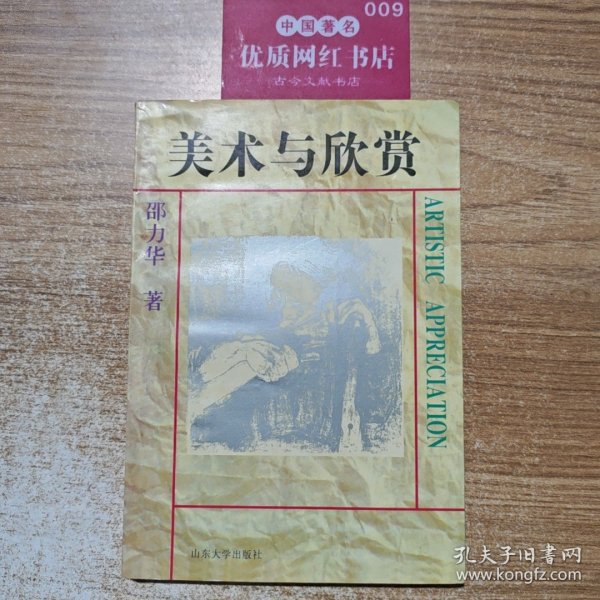 009
中国著名
优质网红书店
古今文献书店
美术与欣赏
邵力华 著
ARTISTIC APPRECIATION
山东大学出版社
孔夫子旧书网
www.kongfz.com